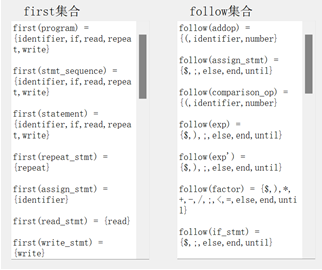 first集合
first(program) =
{identifier,if,read,repea
t,write}
first(stmt_sequence) =
{identifier,if,read,repea
t,write}
first(statement) =
{identifier,if,read,repea
t,write}
first(repeat_stmt) =
{repeat}
first(assign_stmt) =
{identifier}
first(read_stmt) = {read}
first(write_stmt) =
{write}
follow集合
follow(addop) =
{(,identifier,number}
follow(assign_stmt) =
{$,;,else,end,until}
follow(comparison_op) =
{(,identifier,number}
follow(exp) =
{$,),;,else,end,until}
follow(exp') =
{$,),;,else,end,until}
follow(factor) = {$,),*,
+,-,/,;,<,=,else,end,unti
l}
follow(if_stmt) =
{$,;,else,end,until}